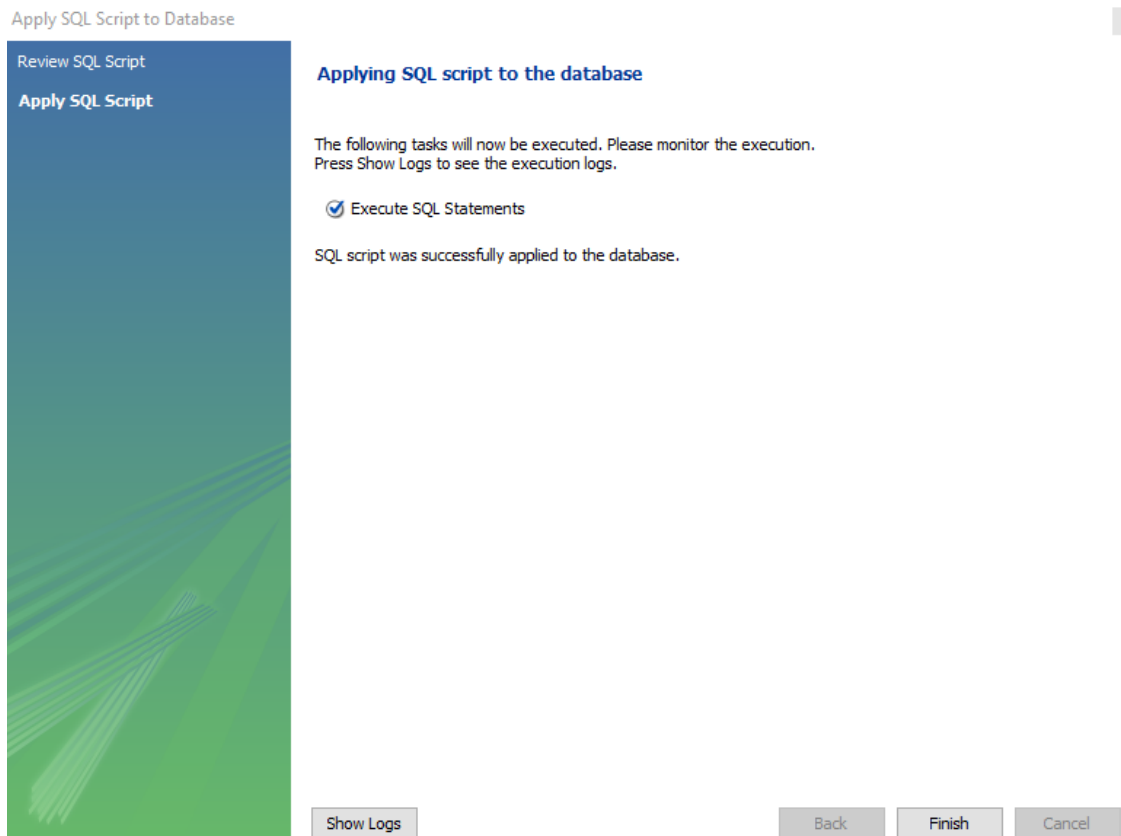 Apply SQL Script to Database
Review SQL Script
Apply SQL Script
Applying SQL script to the database
The following tasks will now be executed. Please monitor the execution.
Press Show Logs to see the execution logs.
Execute SQL Statements
SQL script was successfully applied to the database.
Show Logs
Back
Finish
Cancel